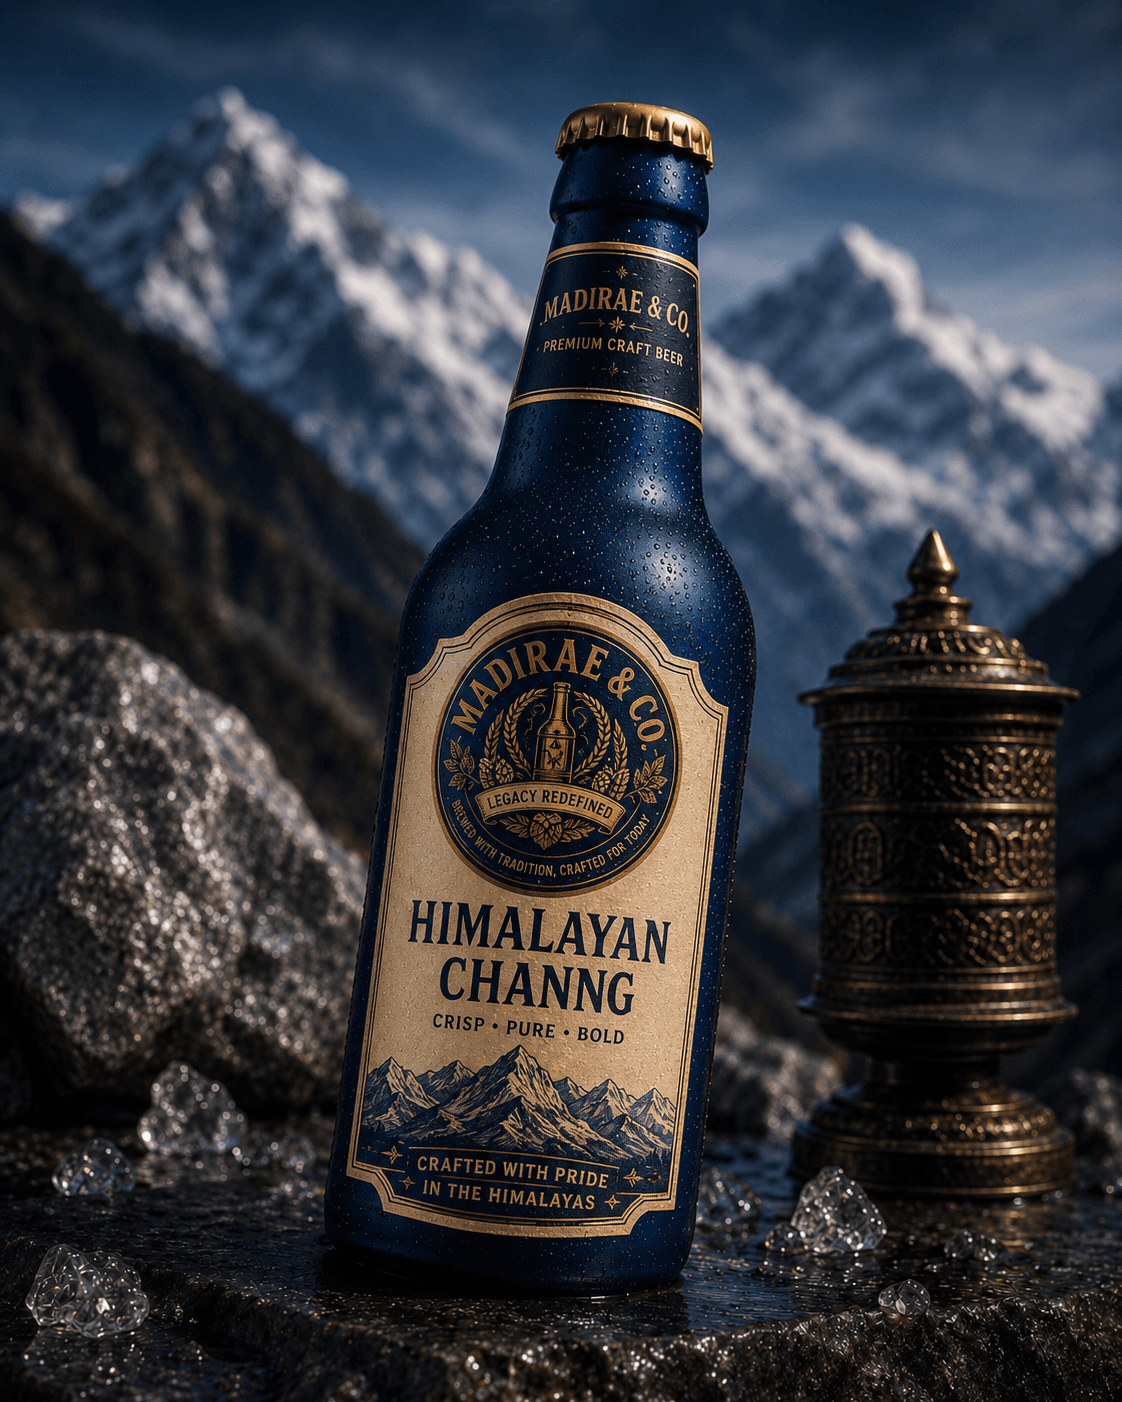 MADIRAE & CO.
PREMIUM CRAFT BEER
MADIRAE & CO.
LEGACY REDEFINED
BREWED WITH TRADITION, CRAFTED FOR TODAY
HIMALAYAN
CHANNG
CRISP • PURE • BOLD
CRAFTED WITH PRIDE
IN THE HIMALAYAS